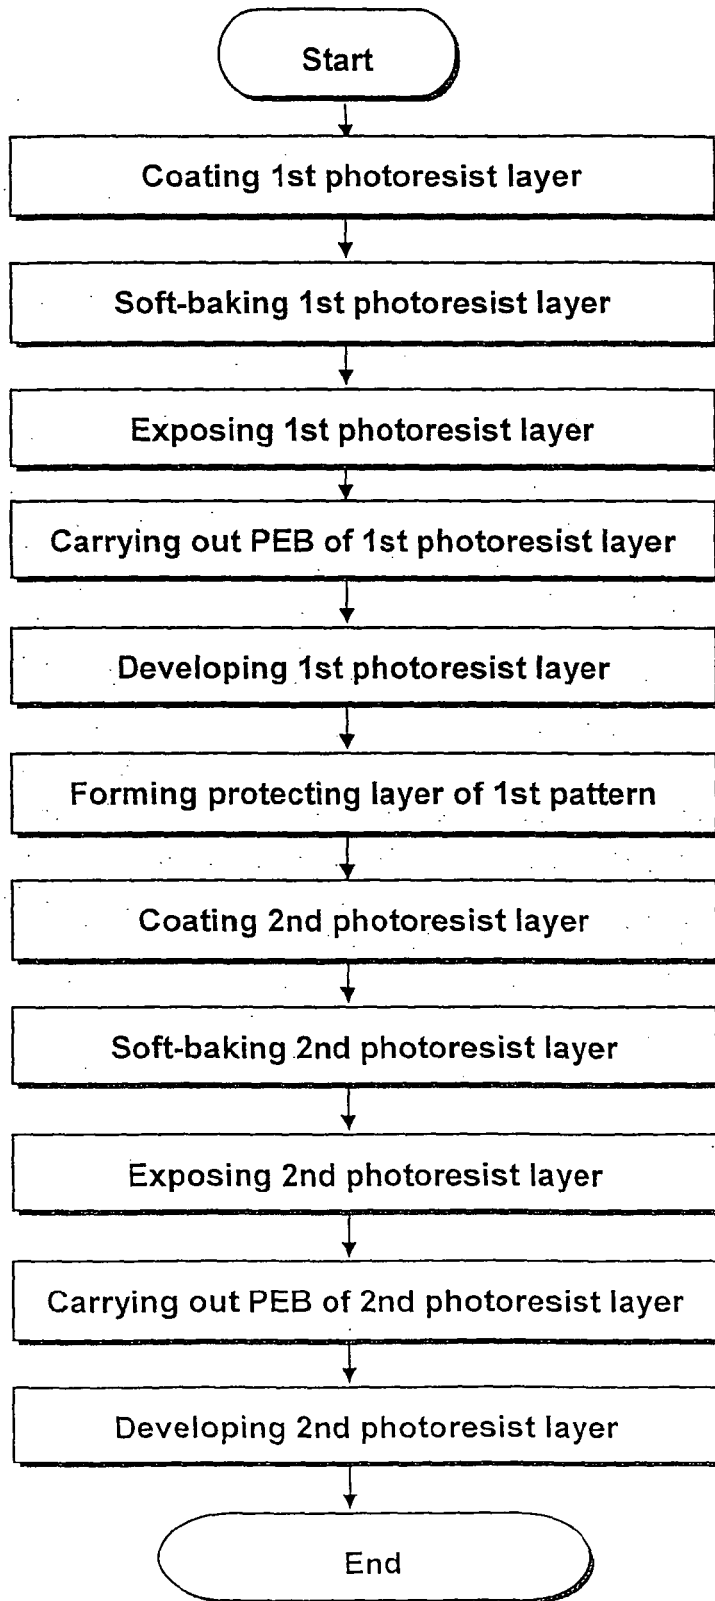 Start
Coating 1st photoresist layer
Soft-baking 1st photoresist layer
Exposing 1st photoresist layer
Carrying out PEB of 1st photoresist layer
Developing 1st photoresist layer
Forming protecting layer of 1st pattern
Coating 2nd photoresist layer
Soft-baking 2nd photoresist layer
Exposing 2nd photoresist layer
Carrying out PEB of 2nd photoresist layer
Developing 2nd photoresist layer
End